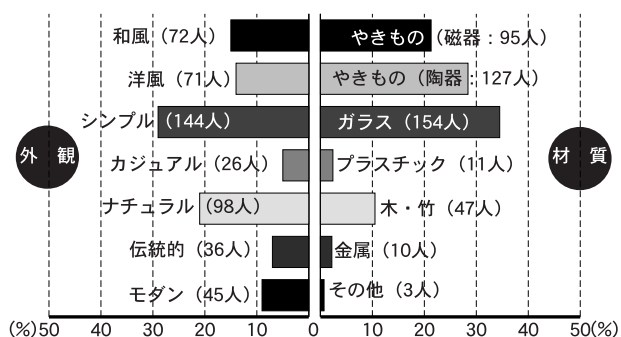 和風（72人） やきもの（磁器：95人）
洋風（71人） やきもの（陶器：127人）
シンプル（144人） ガラス（154人）
外観 カジュアル（26人） プラスチック（11人） 材質
ナチュラル（98人） 木・竹（47人）
伝統的（36人） 金属（10人）
モダン（45人） その他（3人）
(%)50 40 30 20 10 0 10 20 30 40 50(%)